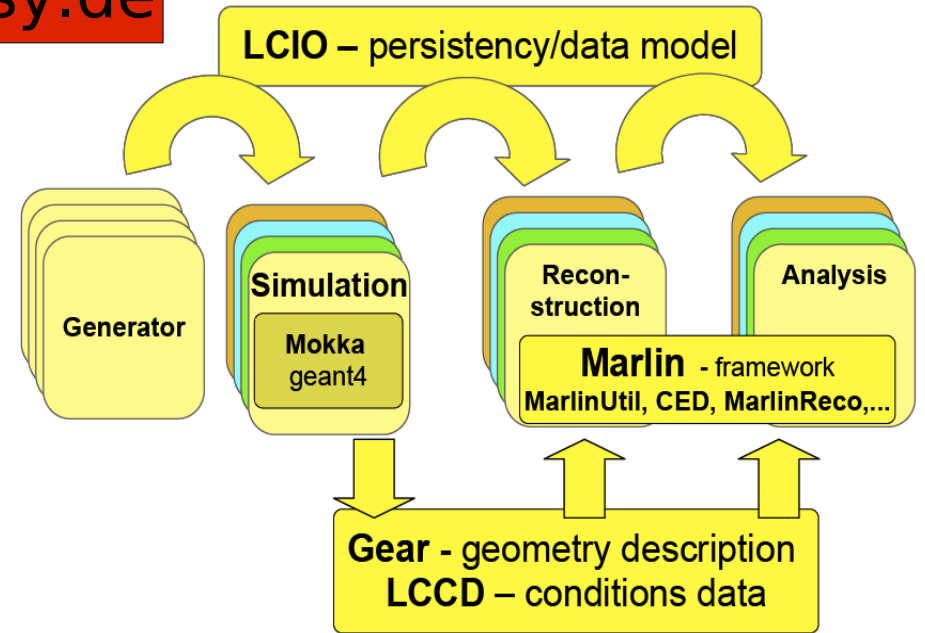 sy.de
LCIO – persistency/data model
Generator
Simulation
Mokka
geant4
Recon-
struction
Analysis
Marlin - framework
MarlinUtil, CED, MarlinReco,...
Gear - geometry description
LCCD – conditions data